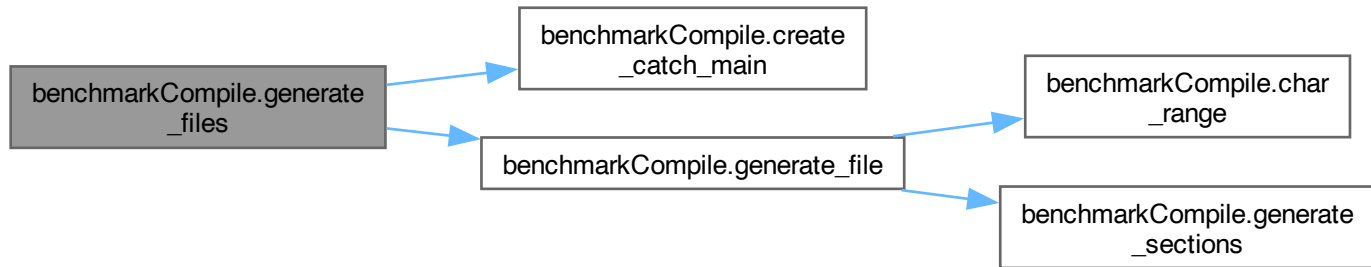 benchmarkCompile.generate
_files
benchmarkCompile.create
_catch_main
benchmarkCompile.generate_file
benchmarkCompile.char
_range
benchmarkCompile.generate
_sections